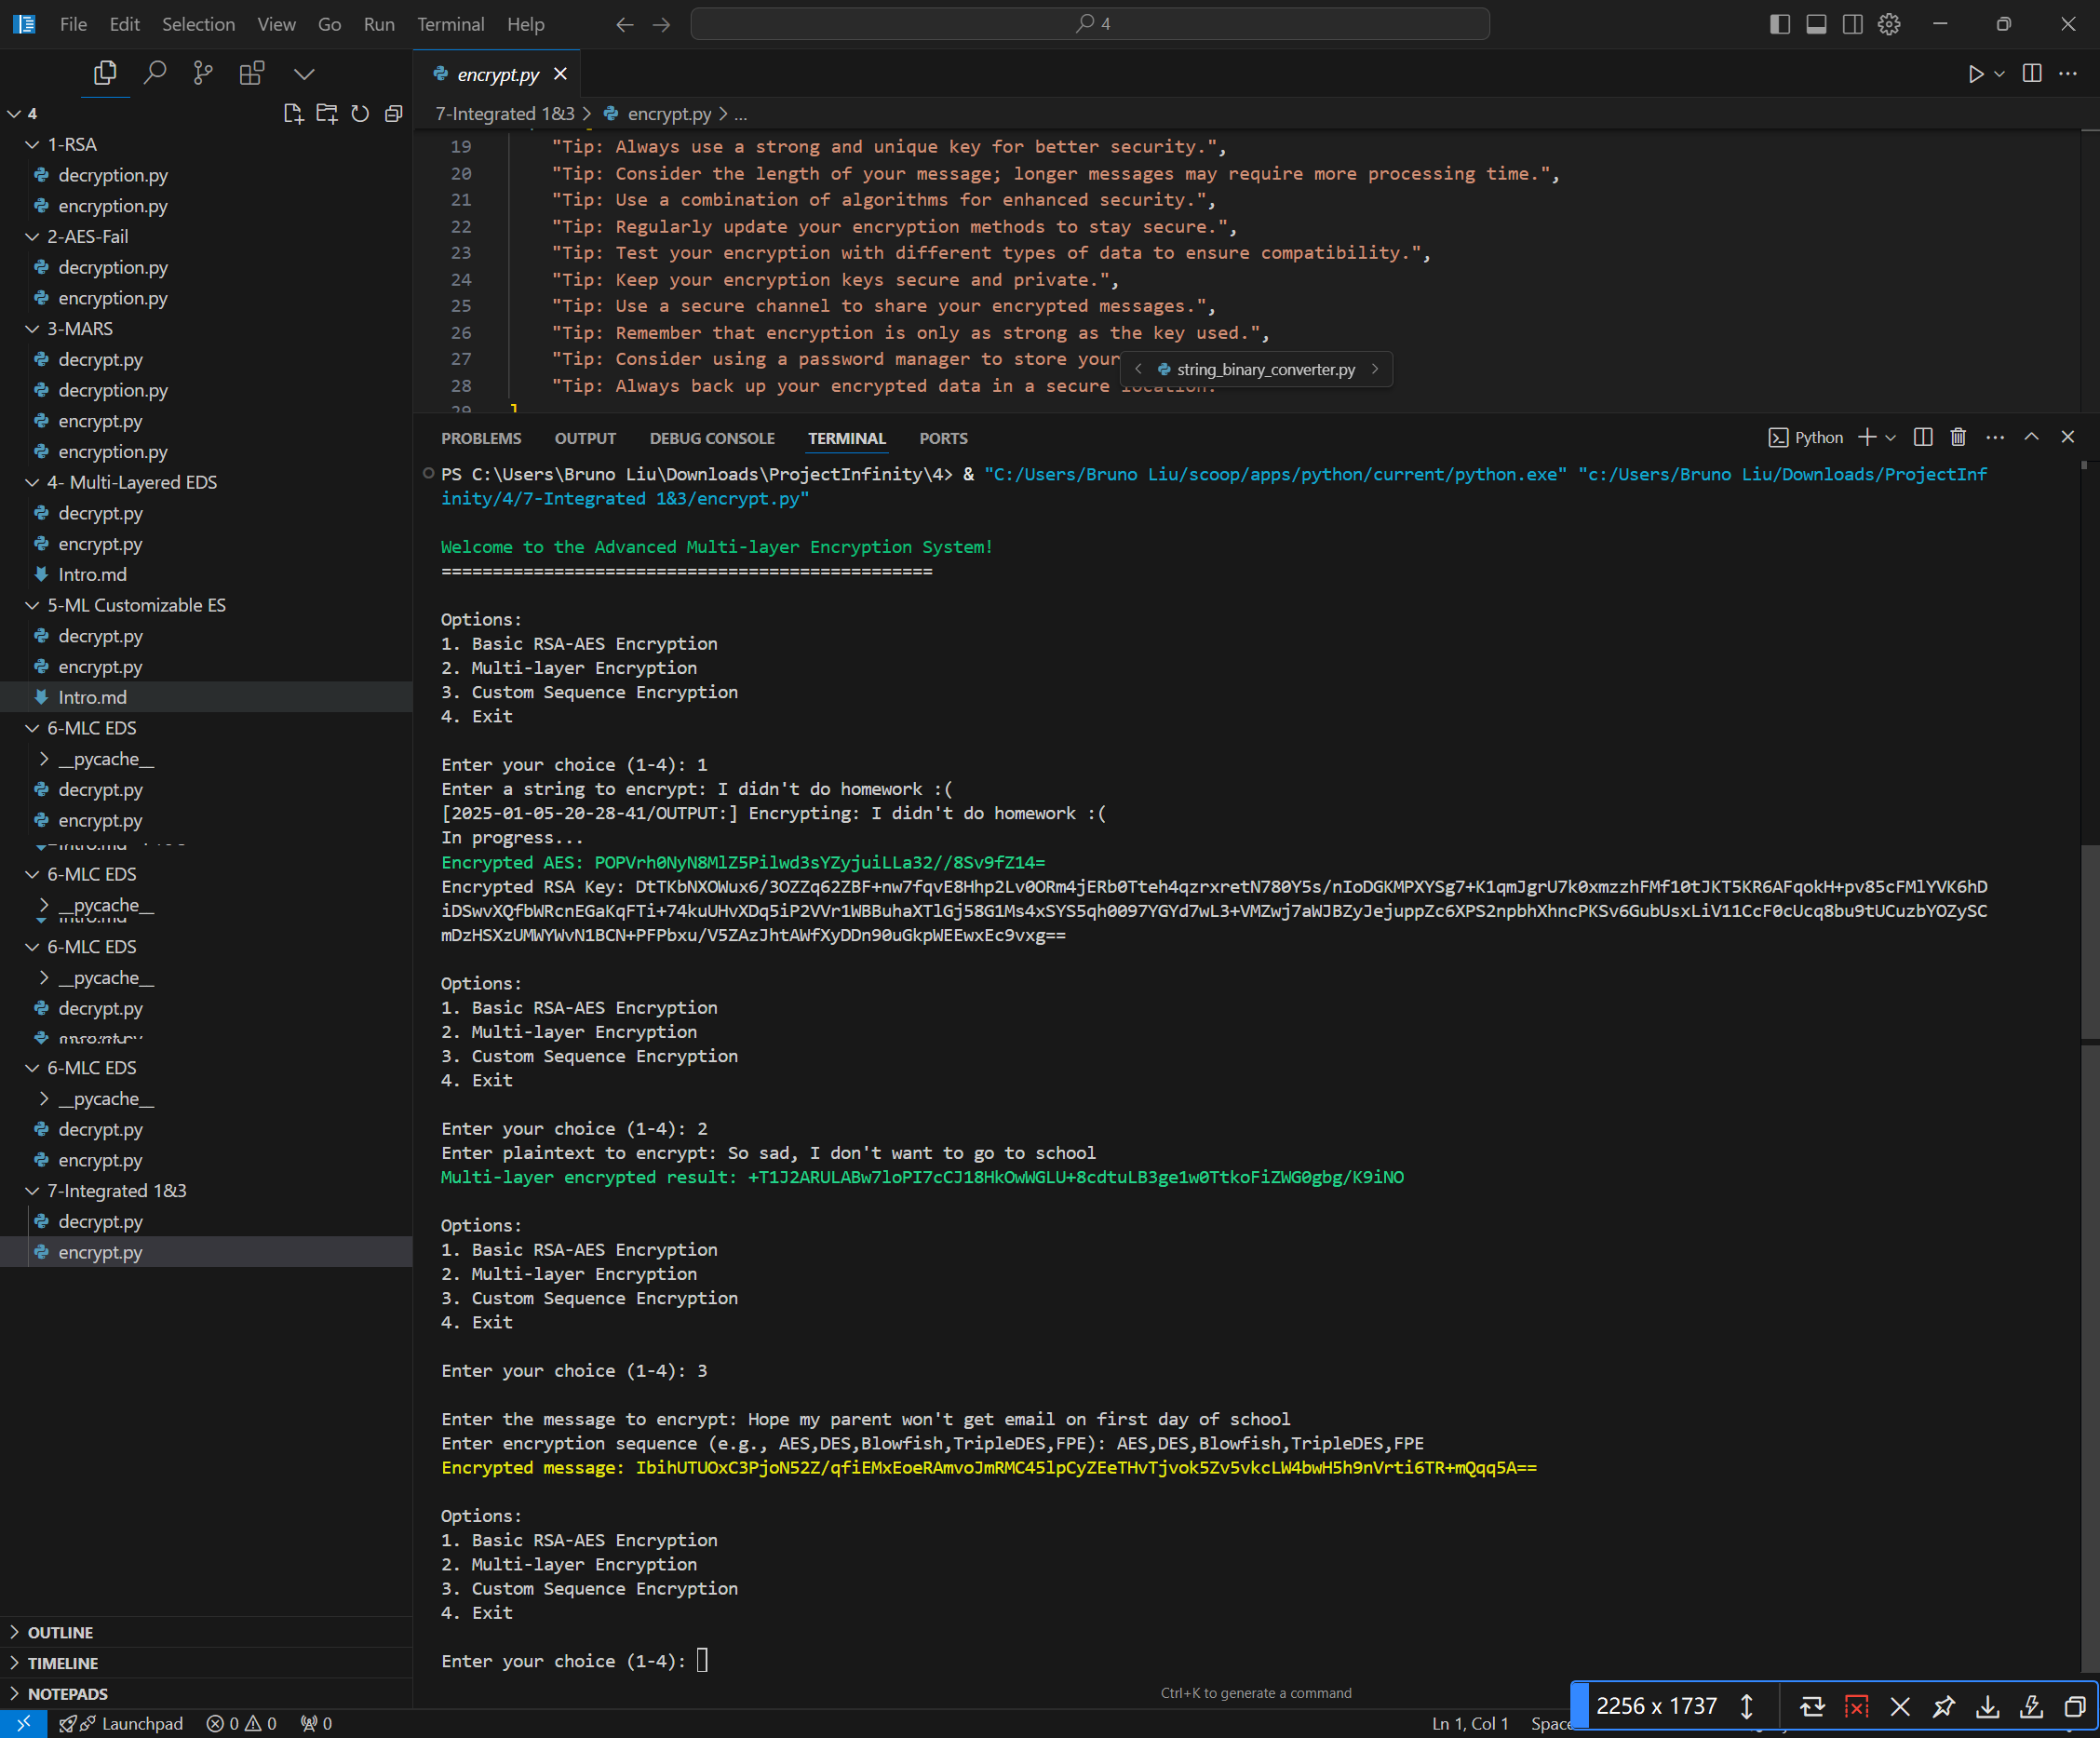 File Edit Selection View Go Run Terminal Help
4
encrypt.py
7-Integrated 1&3 > encrypt.py > ...
4
1-RSA
decryption.py
encryption.py
2-AES-Fail
decryption.py
encryption.py
3-MARS
decrypt.py
decryption.py
encrypt.py
encryption.py
4- Multi-Layered EDS
decrypt.py
encrypt.py
Intro.md
5-ML Customizable ES
decrypt.py
encrypt.py
Intro.md
6-MLC EDS
__pycache__
decrypt.py
encrypt.py
6-MLC EDS
__pycache__
6-MLC EDS
__pycache__
decrypt.py
6-MLC EDS
__pycache__
decrypt.py
encrypt.py
7-Integrated 1&3
decrypt.py
encrypt.py
OUTLINE
TIMELINE
NOTEPADS
19 "Tip: Always use a strong and unique key for better security.",
20 "Tip: Consider the length of your message; longer messages may require more processing time.",
21 "Tip: Use a combination of algorithms for enhanced security.",
22 "Tip: Regularly update your encryption methods to stay secure.",
23 "Tip: Test your encryption with different types of data to ensure compatibility.",
24 "Tip: Keep your encryption keys secure and private.",
25 "Tip: Use a secure channel to share your encrypted messages.",
26 "Tip: Remember that encryption is only as strong as the key used.",
27 "Tip: Consider using a password manager to store your
string_binary_converter.py
28 "Tip: Always back up your encrypted data in a secure location.
29 ]
PROBLEMS OUTPUT DEBUG CONSOLE TERMINAL PORTS
Python
PS C:\Users\Bruno Liu\Downloads\ProjectInfinity\4> & "C:/Users/Bruno Liu/scoop/apps/python/current/python.exe" "c:/Users/Bruno Liu/Downloads/ProjectInf
inity/4/7-Integrated 1&3/encrypt.py"
Welcome to the Advanced Multi-layer Encryption System!
================================================
Options:
1. Basic RSA-AES Encryption
2. Multi-layer Encryption
3. Custom Sequence Encryption
4. Exit
Enter your choice (1-4): 1
Enter a string to encrypt: I didn't do homework :(
[2025-01-05-20-28-41/OUTPUT:] Encrypting: I didn't do homework :(
In progress...
Encrypted AES: POPVrh0NyN8MlZ5Pilwd3sYZyjuiLLa32//8Sv9fZ14=
Encrypted RSA Key: DtTKbNXOWux6/3OZZq62ZBF+nw7fqvE8Hhp2Lv0ORm4jERb0Tteh4qzrxretN780Y5s/nIoDGKMPXYSg7+K1qmJgrU7k0xmzzhFMf10tJKT5KR6AFqokH+pv85cFMlYVK6hD
iDSwvXQfbWRcnEGaKqFTi+74kuUHvXDq5iP2VVr1WBBuhaXTlGj58G1Ms4xSYS5qh0097YGYd7wL3+VMZwj7aWJBZyJejuppZc6XPS2npbhXhncPKSv6GubUsxLiV11CcF0cUcq8bu9tUCuzbYOZySC
mDzHSXzUMWYWvN1BCN+PFPbxu/V5ZAzJhtAWfXyDDn90uGkpWEEwxEc9vxg==
Options:
1. Basic RSA-AES Encryption
2. Multi-layer Encryption
3. Custom Sequence Encryption
4. Exit
Enter your choice (1-4): 2
Enter plaintext to encrypt: So sad, I don't want to go to school
Multi-layer encrypted result: +T1J2ARULABw7loPI7cCJ18HkOwWGLU+8cdtuLB3ge1w0TtkoFiZWG0gbg/K9iNO
Options:
1. Basic RSA-AES Encryption
2. Multi-layer Encryption
3. Custom Sequence Encryption
4. Exit
Enter your choice (1-4): 3
Enter the message to encrypt: Hope my parent won't get email on first day of school
Enter encryption sequence (e.g., AES,DES,Blowfish,TripleDES,FPE): AES,DES,Blowfish,TripleDES,FPE
Encrypted message: IbihUTUOxC3PjoN52Z/qfiEMxEoeRAmvoJmRMC45lpCyZEeTHvTjvok5Zv5vkcLW4bwH5h9nVrti6TR+mQqq5A==
Options:
1. Basic RSA-AES Encryption
2. Multi-layer Encryption
3. Custom Sequence Encryption
4. Exit
Enter your choice (1-4):
Ctrl+K to generate a command
Launchpad 0 0 0
Ln 1, Col 1
2256 x 1737